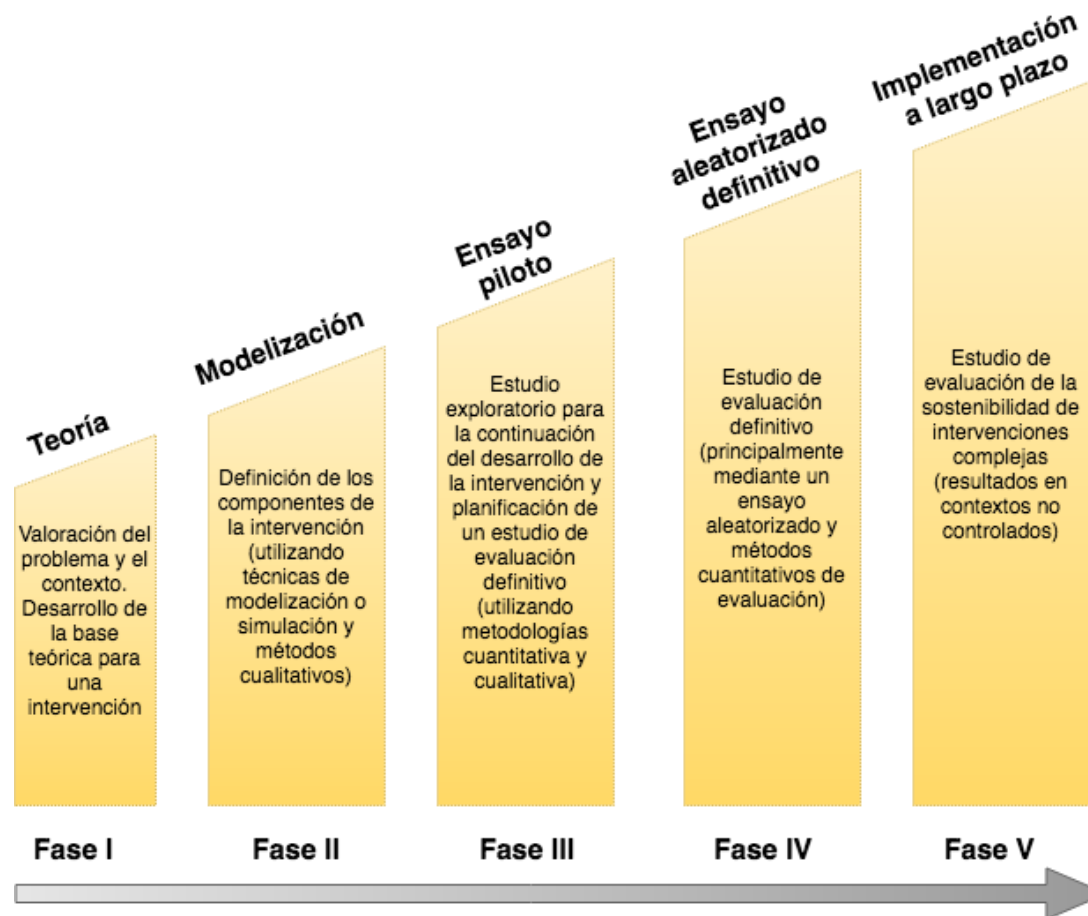 Teoría
Valoración del
problema y el
contexto.
Desarrollo de
la base
teórica para
una
intervención
Fase I
Modelización
Definición de los
componentes de
la intervención
(utilizando
técnicas de
modelización o
simulación y
métodos
cualitativos)
Fase II
Ensayo
piloto
Estudio
exploratorio para
la continuación
del desarrollo de
la intervención y
planificación de
un estudio de
evaluación
definitivo
(utilizando
metodologías
cuantitativa y
cualitativa)
Fase III
Ensayo
aleatorizado
definitivo
Estudio de
evaluación
definitivo
(principalmente
mediante un
ensayo
aleatorizado y
métodos
cuantitativos de
evaluación)
Fase IV
Implementación
a largo plazo
Estudio de
evaluación de la
sostenibilidad de
intervenciones
complejas
(resultados en
contextos no
controlados)
Fase V